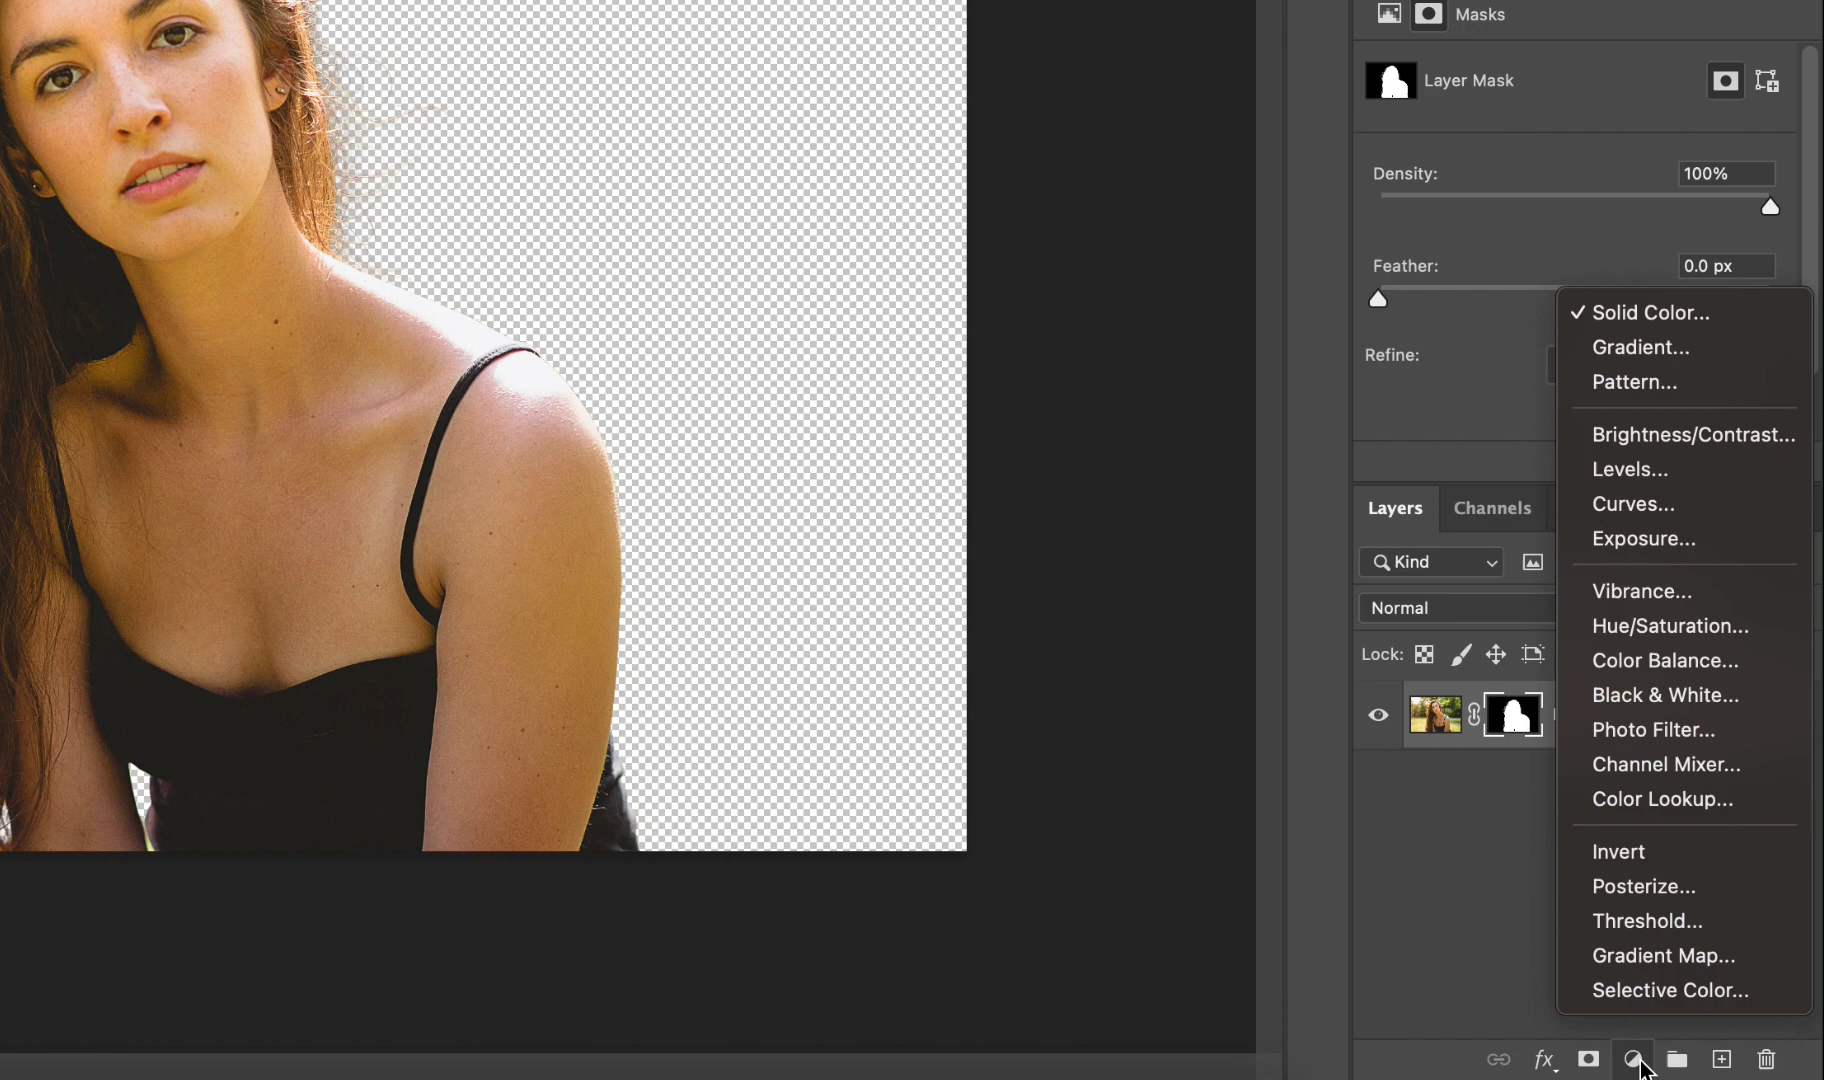 Masks
Layer Mask
Density:
100%
Feather:
0.0 px
Refine:
✓ Solid Color...
Gradient...
Pattern...
Brightness/Contrast...
Levels...
Curves...
Exposure...
Vibrance...
Hue/Saturation...
Color Balance...
Black & White...
Photo Filter...
Channel Mixer...
Color Lookup...
Invert
Posterize...
Threshold...
Gradient Map...
Selective Color...
Layers
Channels
Kind
Normal
Lock:
fx